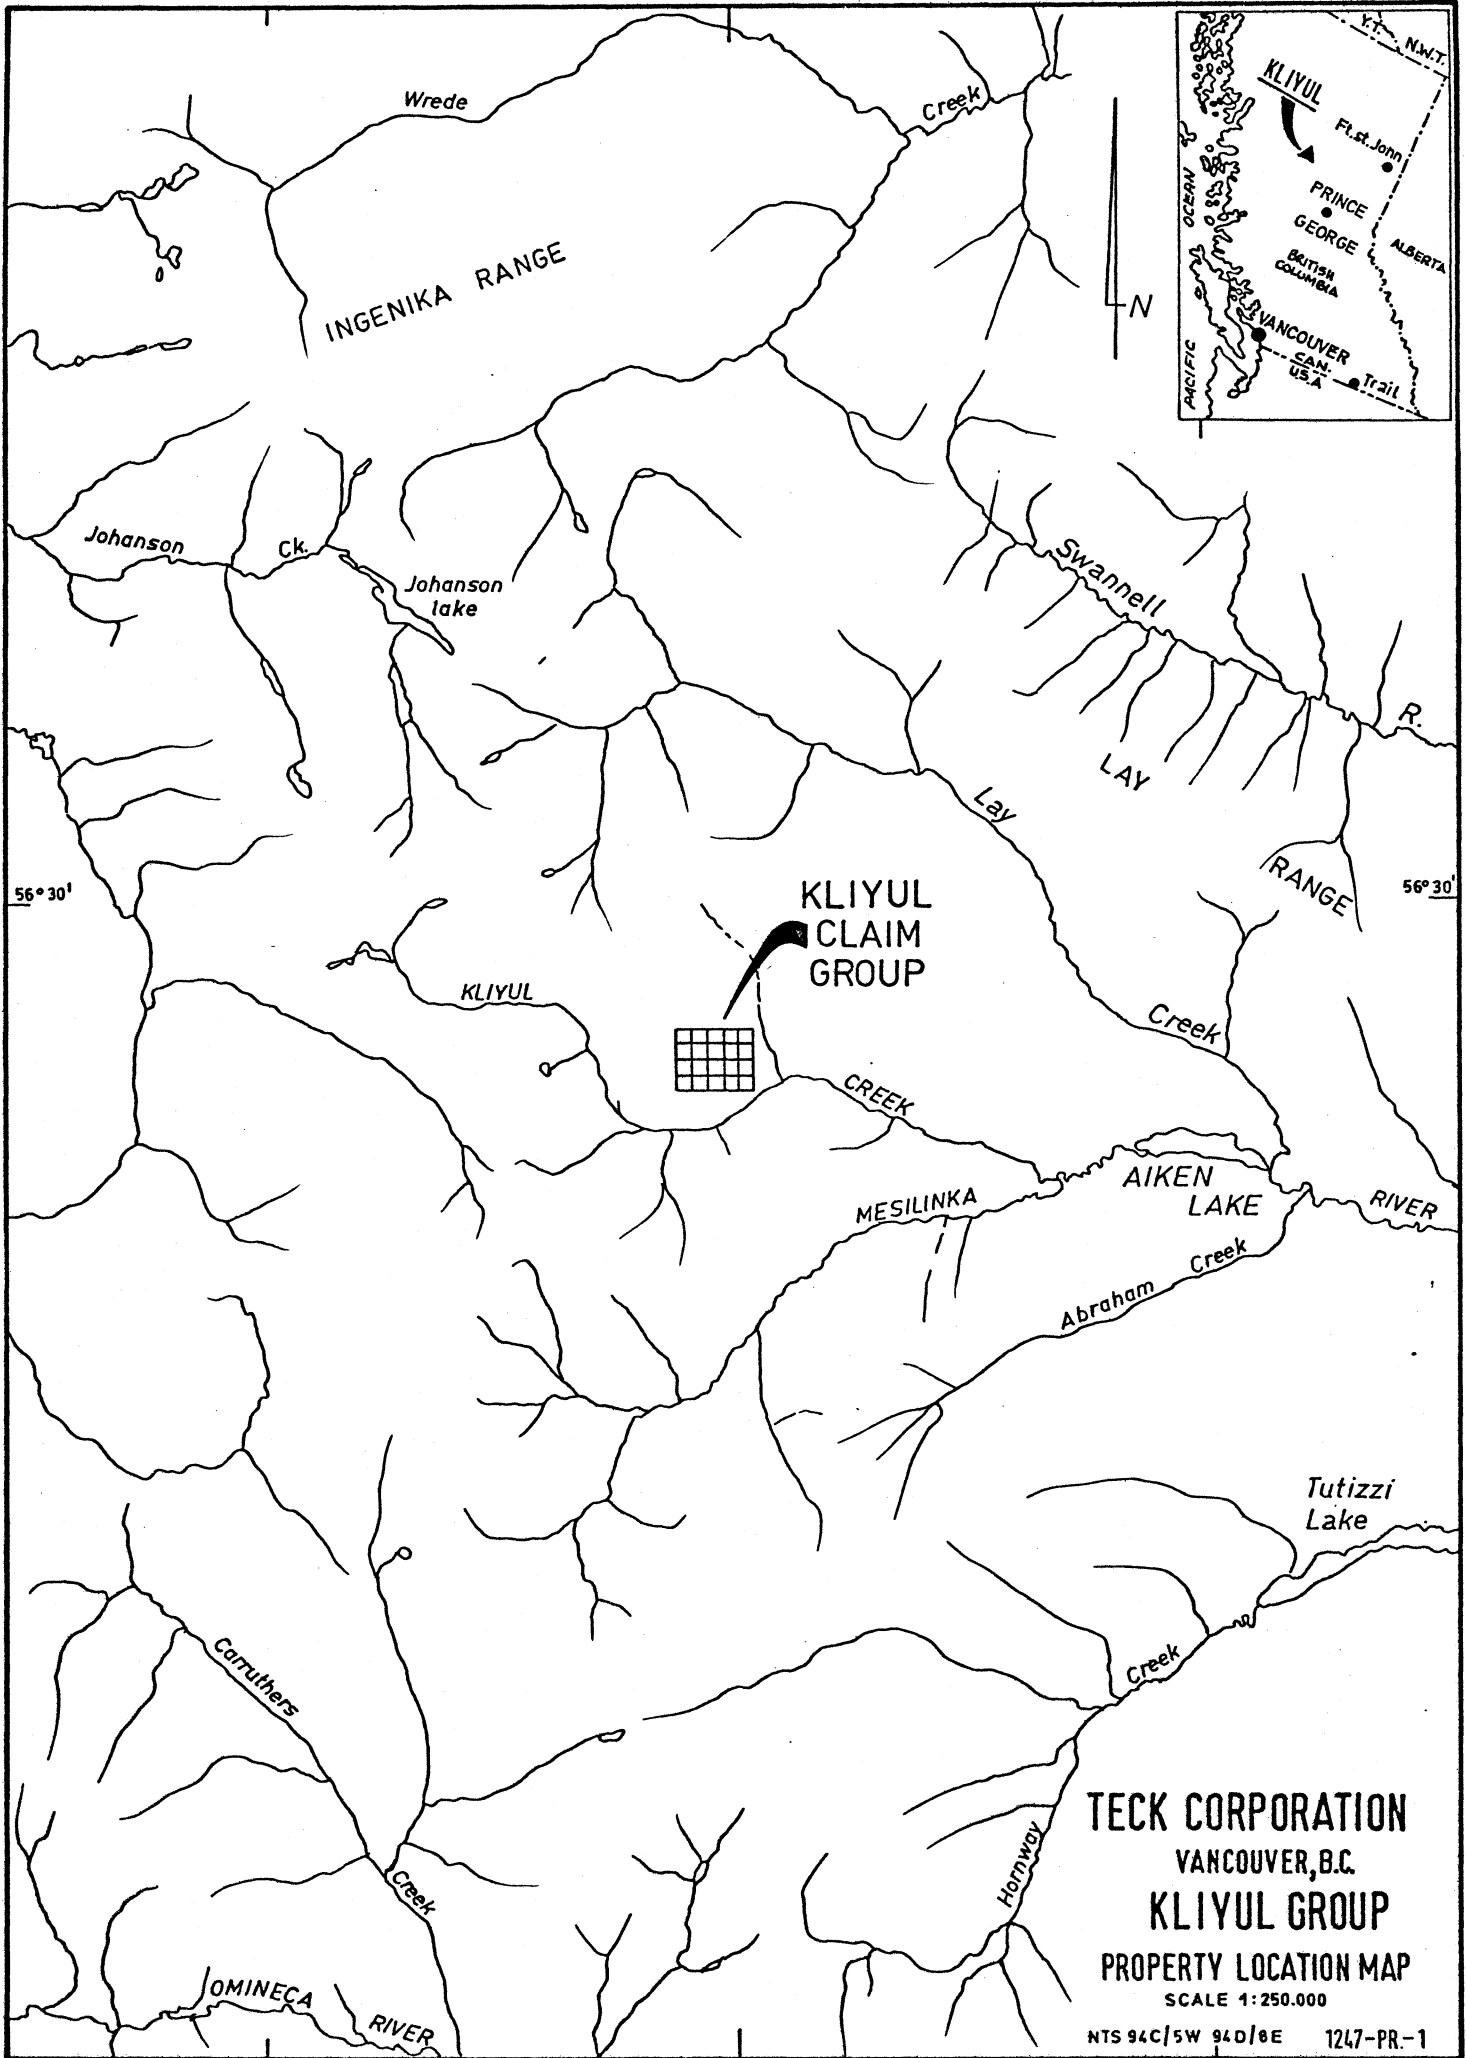 Wrede
Creek
INGENIKA RANGE
N
Y.T.
N.W.T.
KLIYUL
Ft.st.John
PRINCE
GEORGE
BRITISH
COLUMBIA
ALBERTA
OCEAN
PACIFIC
VANCOUVER
CAN.
U.S.A
Trail
Johanson
Ck.
Johanson
lake
Swannell
R.
LAY
RANGE
Lay
Creek
56°30'
56°30'
KLIYUL
CLAIM
GROUP
KLIYUL
CREEK
MESILINKA
AIKEN
LAKE
RIVER
Abraham
Creek
Tutizzi
Lake
Carruthers
Creek
Creek
Hornway
OMINECA
RIVER
TECK CORPORATION
VANCOUVER,B.C.
KLIYUL GROUP
PROPERTY LOCATION MAP
SCALE 1:250.000
NTS 94C/5W 94D/8E 1247-PR.-1